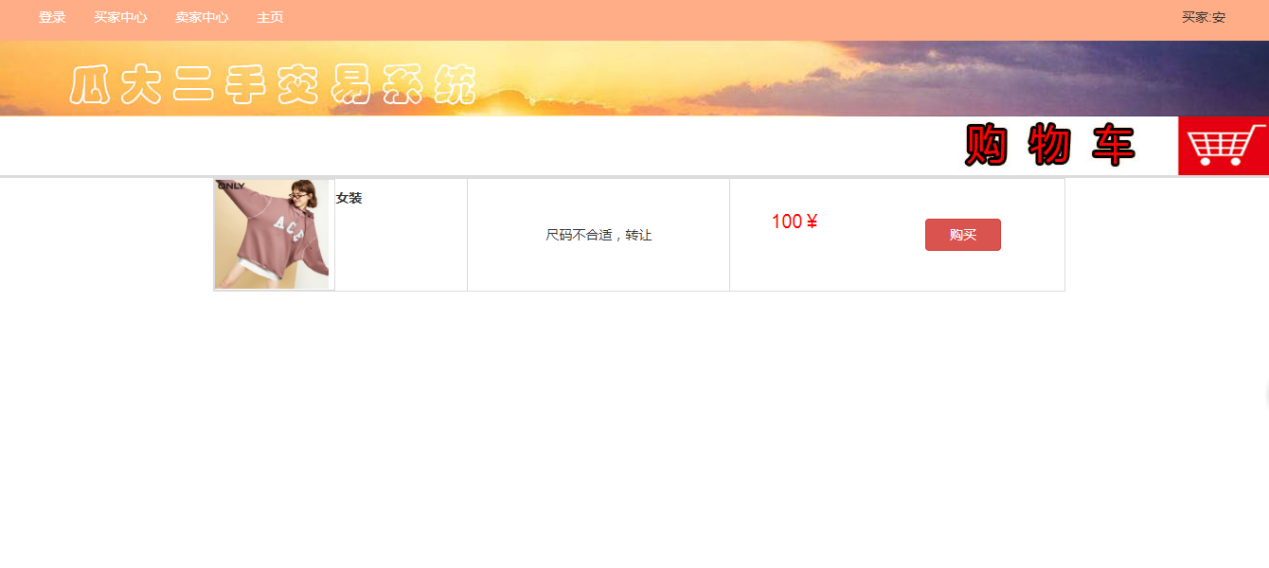 登录 买家中心 卖家中心 主页 买家:安
瓜大二手交易系统
购物车
ONLY
女装
ACE
尺码不合适，转让
100 ¥
购买